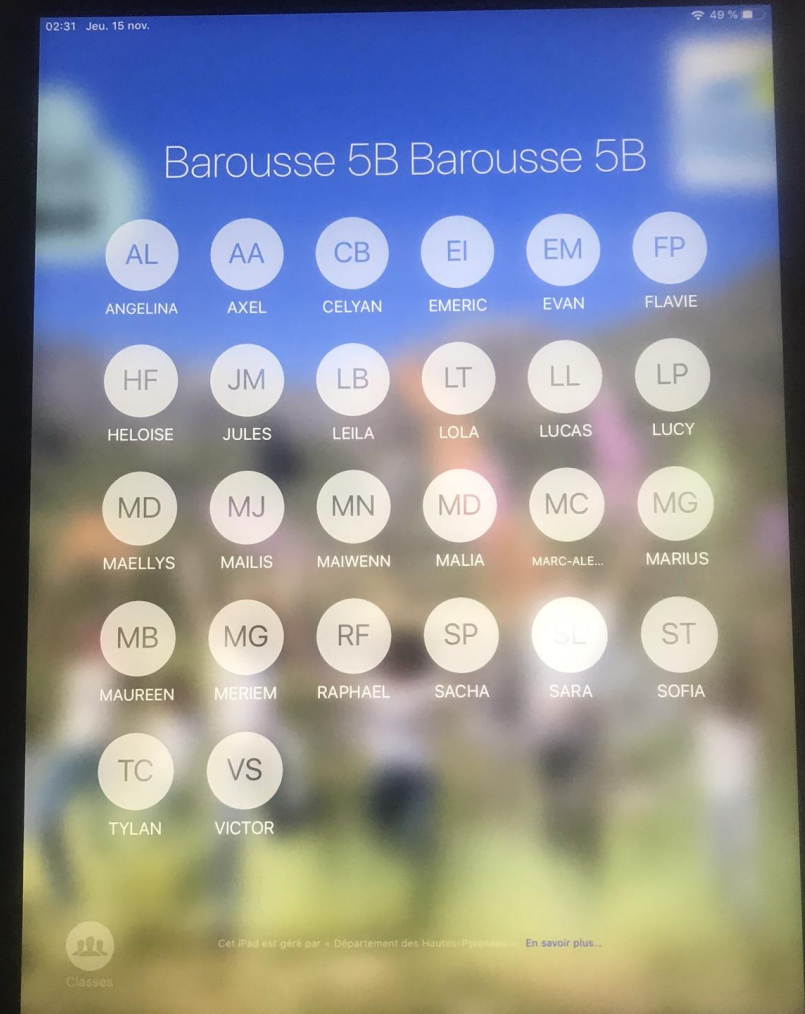 02:31 Jeu. 15 nov. 49 %
Barousse 5B Barousse 5B
AL AA CB EI EM FP
ANGELINA AXEL CELYAN EMERIC EVAN FLAVIE
HF JM LB LT LL LP
HELOISE JULES LEILA LOLA LUCAS LUCY
MD MJ MN MD MC MG
MAELLYS MAILIS MAIWENN MALIA MARC-ALE... MARIUS
MB MG RF SP SL ST
MAUREEN MERIEM RAPHAEL SACHA SARA SOFIA
TC VS
TYLAN VICTOR
Cet iPad est géré par « Département des Hautes-Pyrénées ». En savoir plus...
Classes